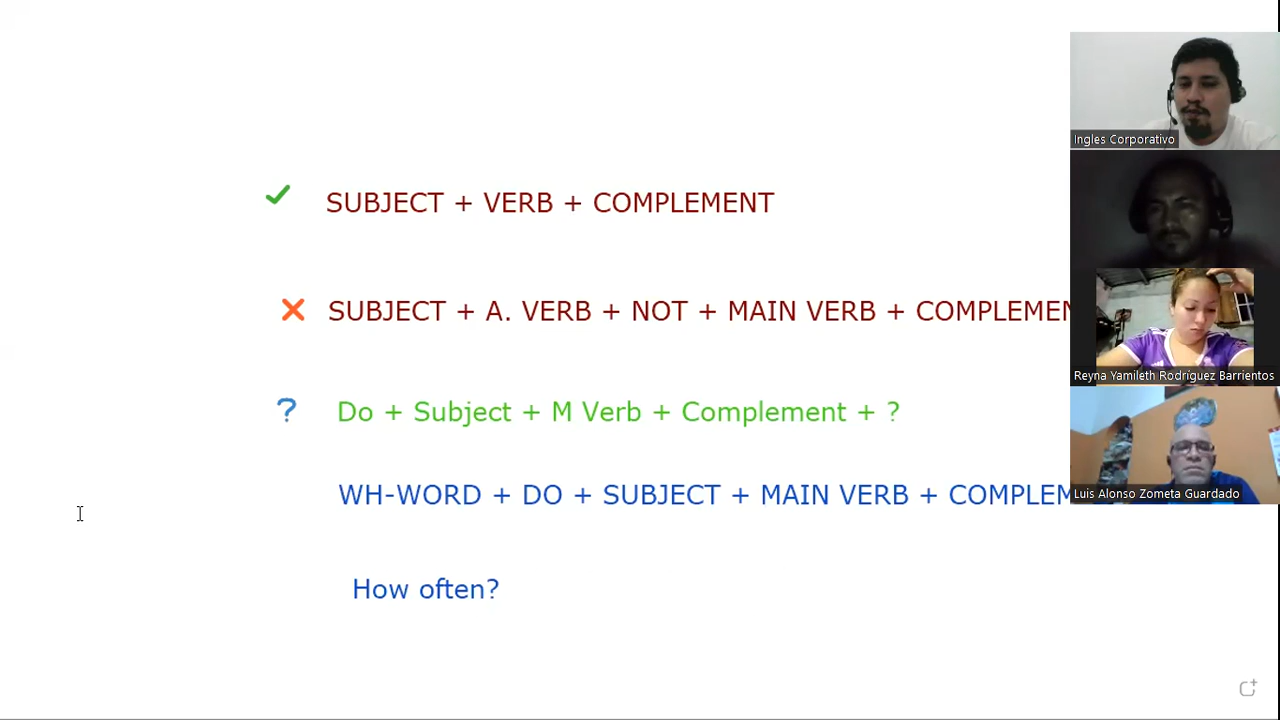 SUBJECT + VERB + COMPLEMENT
SUBJECT + A. VERB + NOT + MAIN VERB + COMPLEMEN
? Do + Subject + M Verb + Complement + ?
WH-WORD + DO + SUBJECT + MAIN VERB + COMPLEM
How often?
Ingles Corporativo
Reyna Yamileth Rodríguez Barrientos
Luis Alonso Zometa Guardado